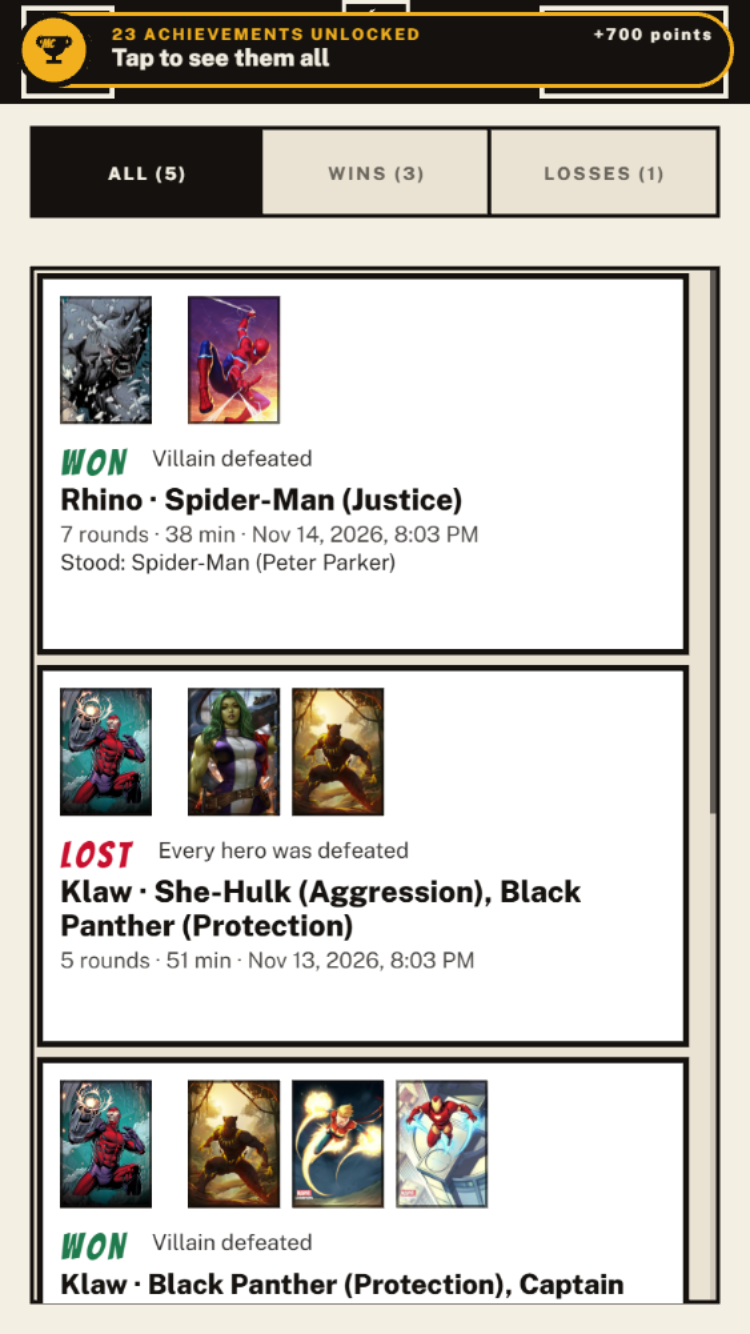 23 ACHIEVEMENTS UNLOCKED
+700 points
Tap to see them all
ALL (5)
WINS (3)
LOSSES (1)
WON Villain defeated
Rhino · Spider-Man (Justice)
7 rounds · 38 min · Nov 14, 2026, 8:03 PM
Stood: Spider-Man (Peter Parker)
LOST Every hero was defeated
Klaw · She-Hulk (Aggression), Black
Panther (Protection)
5 rounds · 51 min · Nov 13, 2026, 8:03 PM
WON Villain defeated
Klaw · Black Panther (Protection), Captain